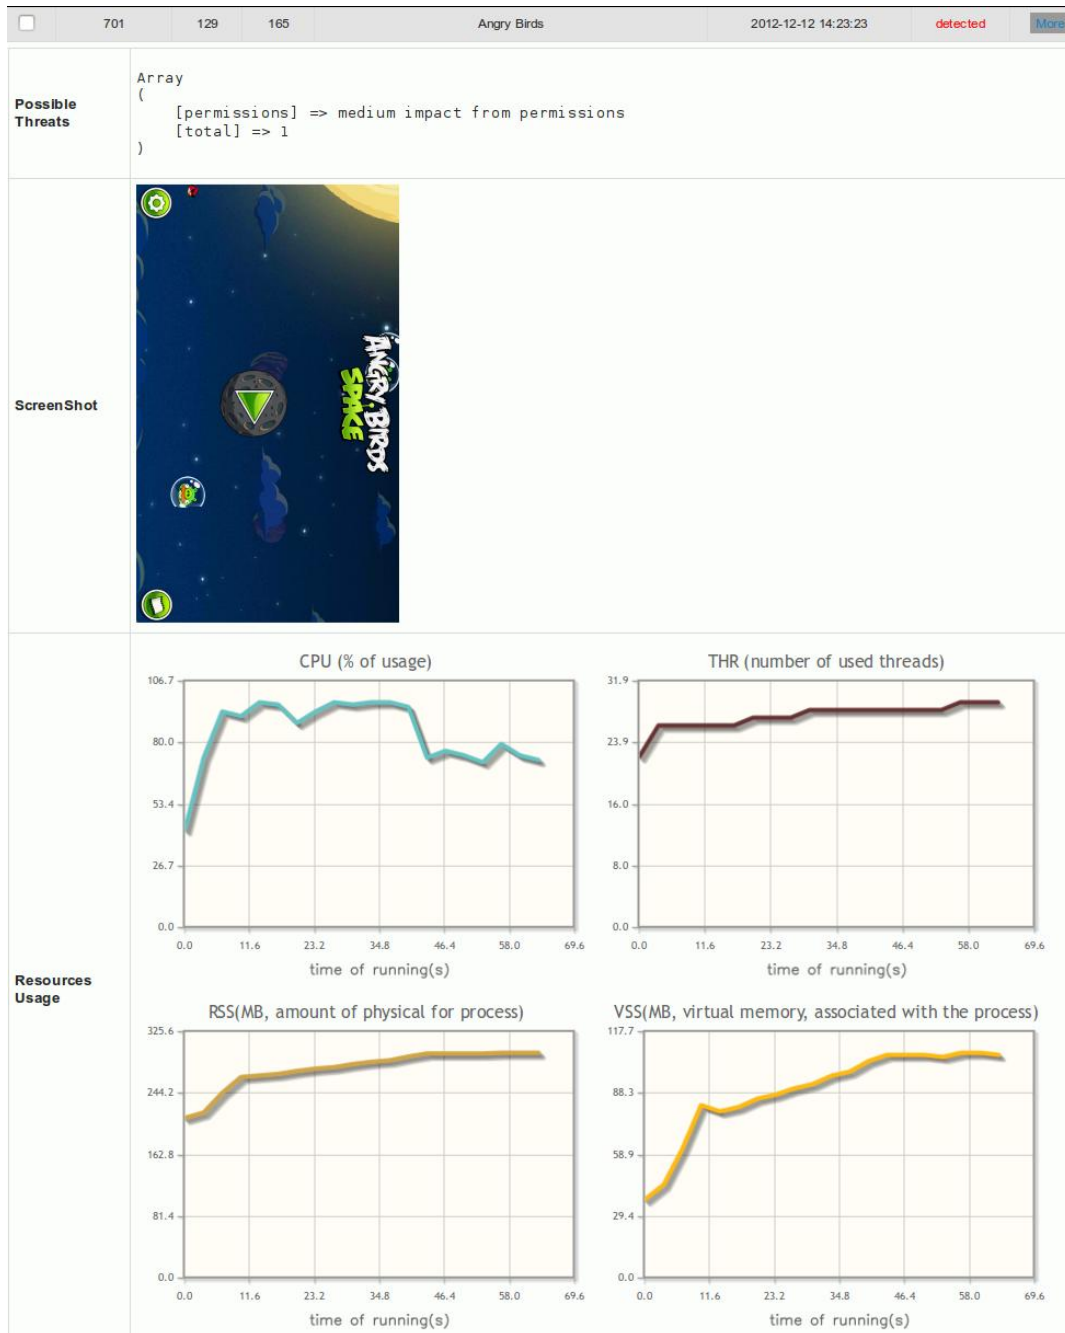 701 129 165 Angry Birds 2012-12-12 14:23:23 detected More
Possible
Threats
Array
(
[permissions] => medium impact from permissions
[total] => 1
)
ScreenShot
ANGRY BIRDS
SPACE
Resources
Usage
CPU (% of usage)
106.7
80.0
53.4
26.7
0.0
0.0 11.6 23.2 34.8 46.4 58.0 69.6
time of running(s)
THR (number of used threads)
31.9
23.9
16.0
8.0
0.0
0.0 11.6 23.2 34.8 46.4 58.0 69.6
time of running(s)
RSS(MB, amount of physical for process)
325.6
244.2
162.8
81.4
0.0
0.0 11.6 23.2 34.8 46.4 58.0 69.6
time of running(s)
VSS(MB, virtual memory, associated with the process)
117.7
88.3
58.9
29.4
0.0
0.0 11.6 23.2 34.8 46.4 58.0 69.6
time of running(s)